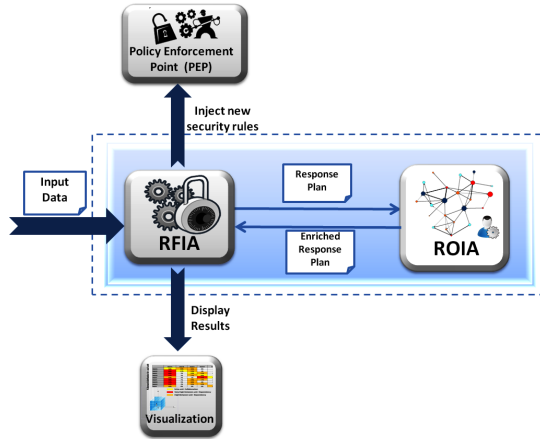 Policy Enforcement
Point (PEP)
Inject new
security rules
Input
Data
RFIA
Response
Plan
Enriched
Response
Plan
ROIA
Display
Results
Visualization